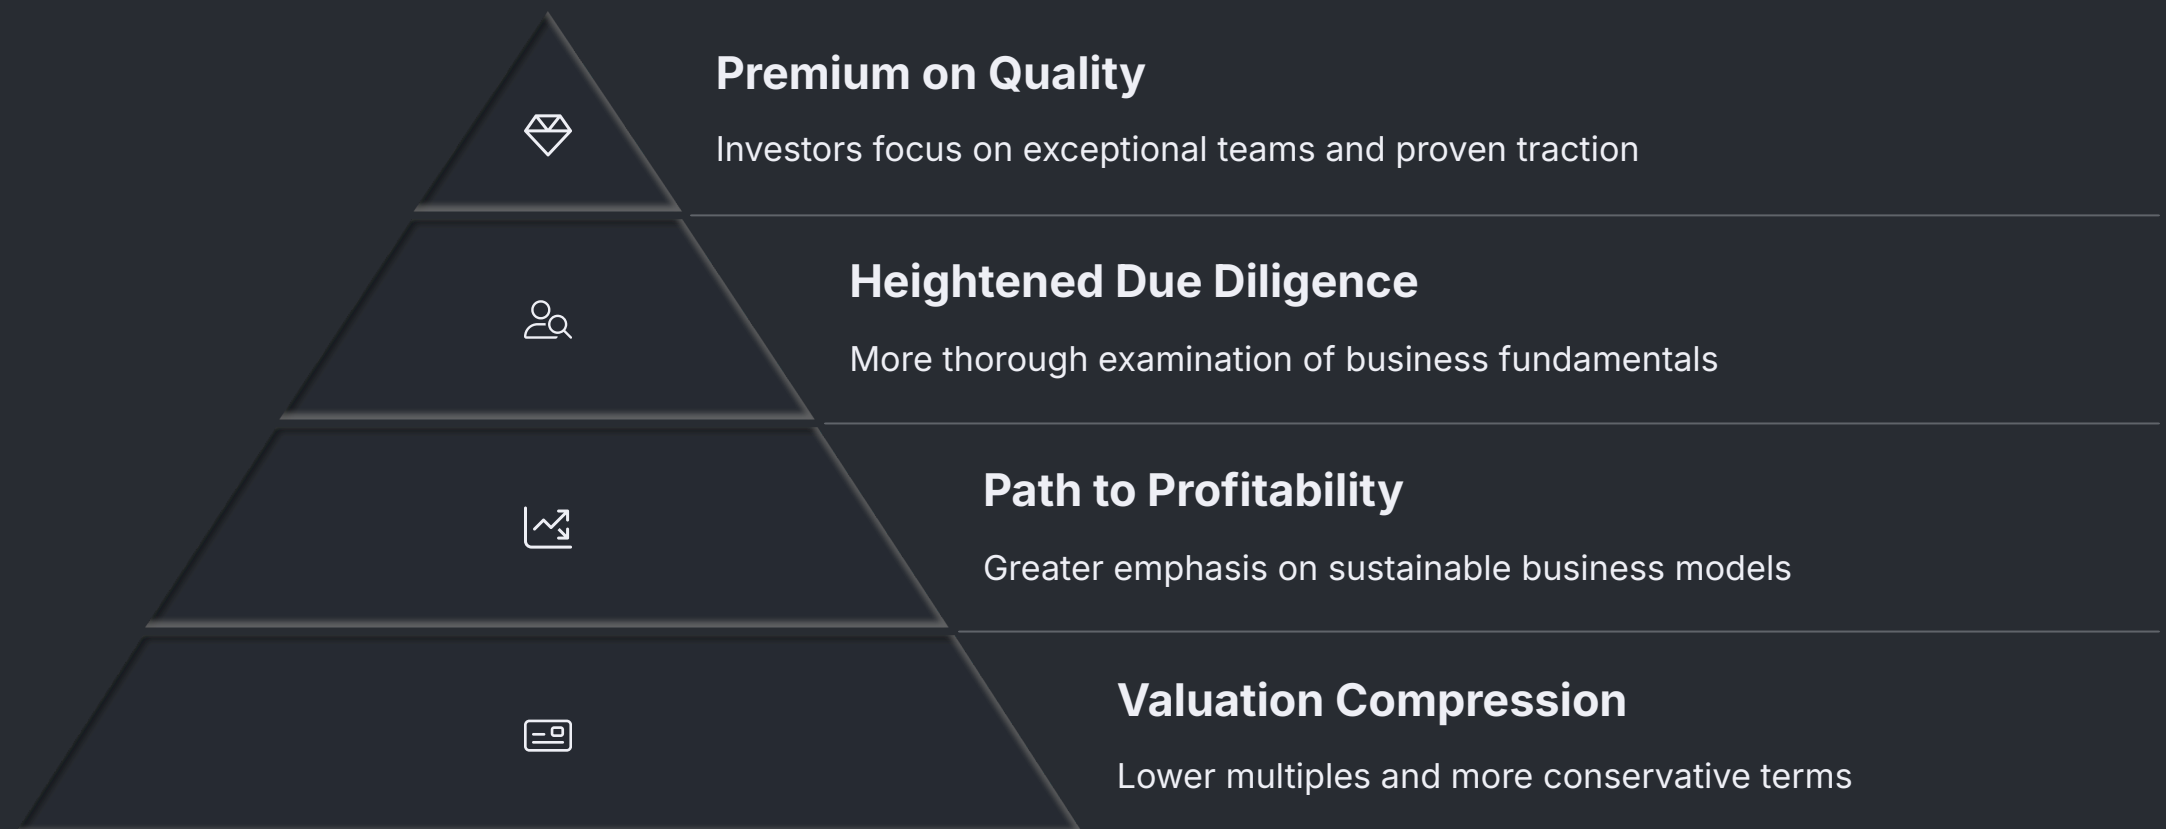 Premium on Quality
Investors focus on exceptional teams and proven traction
Heightened Due Diligence
More thorough examination of business fundamentals
Path to Profitability
Greater emphasis on sustainable business models
Valuation Compression
Lower multiples and more conservative terms